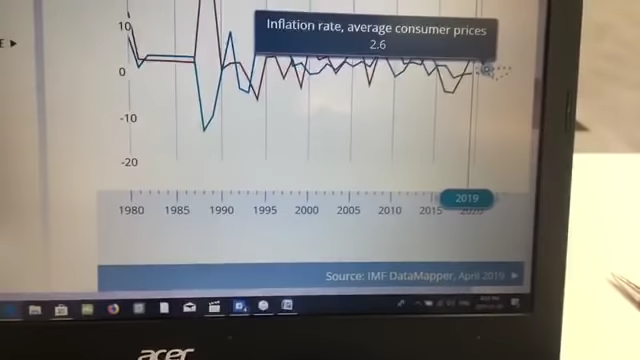 Inflation rate, average consumer prices
2.6
10
0
-10
-20
2019
1980 1985 1990 1995 2000 2005 2010 2015 2020
Source: IMF DataMapper, April 2019
acer